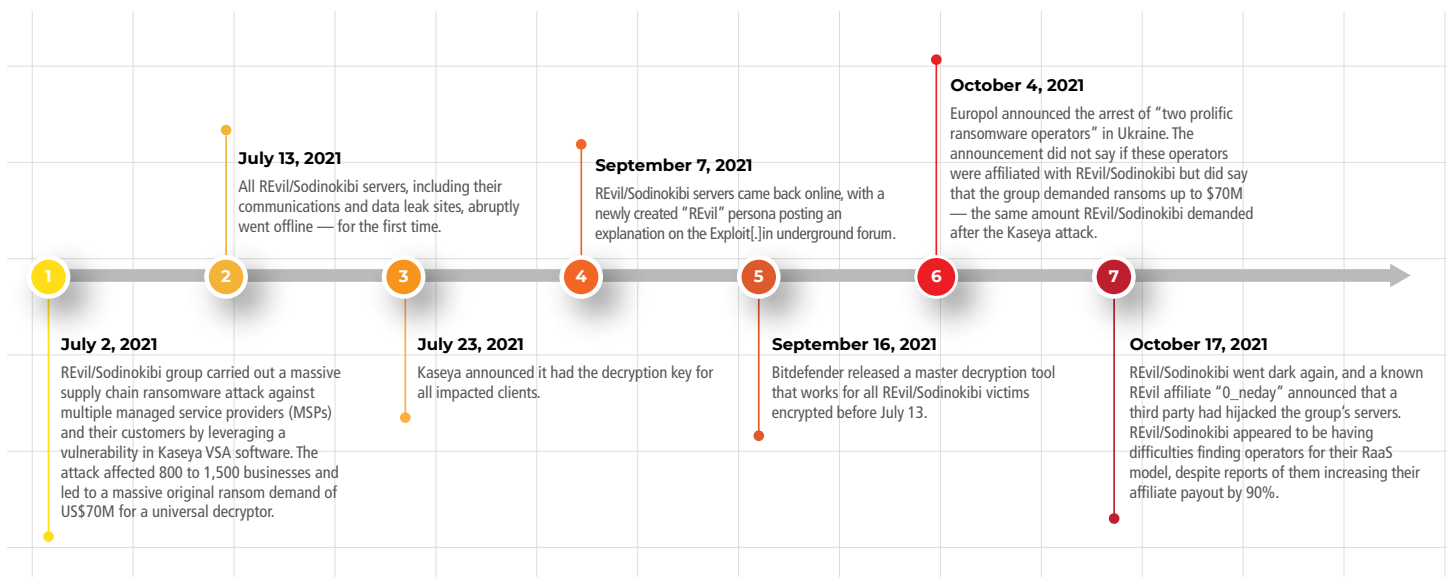 1
July 2, 2021
REvil/Sodinokibi group carried out a massive
supply chain ransomware attack against
multiple managed service providers (MSPs)
and their customers by leveraging a
vulnerability in Kaseya VSA software. The
attack affected 800 to 1,500 businesses and
led to a massive original ransom demand of
US$70M for a universal decryptor.
2
July 13, 2021
All REvil/Sodinokibi servers, including their
communications and data leak sites, abruptly
went offline — for the first time.
3
July 23, 2021
Kaseya announced it had the decryption key for
all impacted clients.
4
September 7, 2021
REvil/Sodinokibi servers came back online, with a
newly created “REvil” persona posting an
explanation on the Exploit[.]in underground forum.
5
September 16, 2021
Bitdefender released a master decryption tool
that works for all REvil/Sodinokibi victims
encrypted before July 13.
6
October 4, 2021
Europol announced the arrest of “two prolific
ransomware operators” in Ukraine. The
announcement did not say if these operators
were affiliated with REvil/Sodinokibi but did say
that the group demanded ransoms up to $70M
— the same amount REvil/Sodinokibi demanded
after the Kaseya attack.
7
October 17, 2021
REvil/Sodinokibi went dark again, and a known
REvil affiliate “0_neday” announced that a
third party had hijacked the group’s servers.
REvil/Sodinokibi appeared to be having
difficulties finding operators for their RaaS
model, despite reports of them increasing their
affiliate payout by 90%.